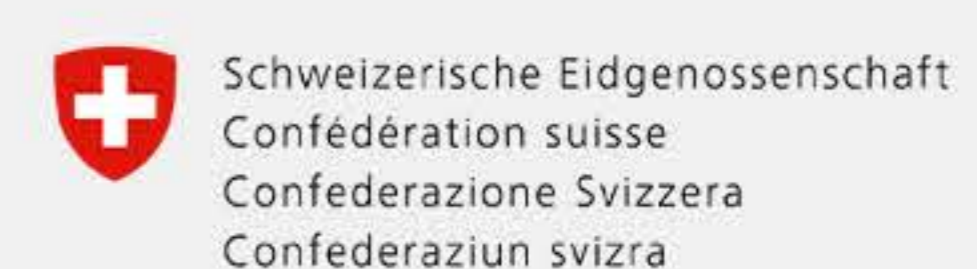 Schweizerische Eidgenossenschaft
Confédération suisse
Confederazione Svizzera
Confederaziun svizra